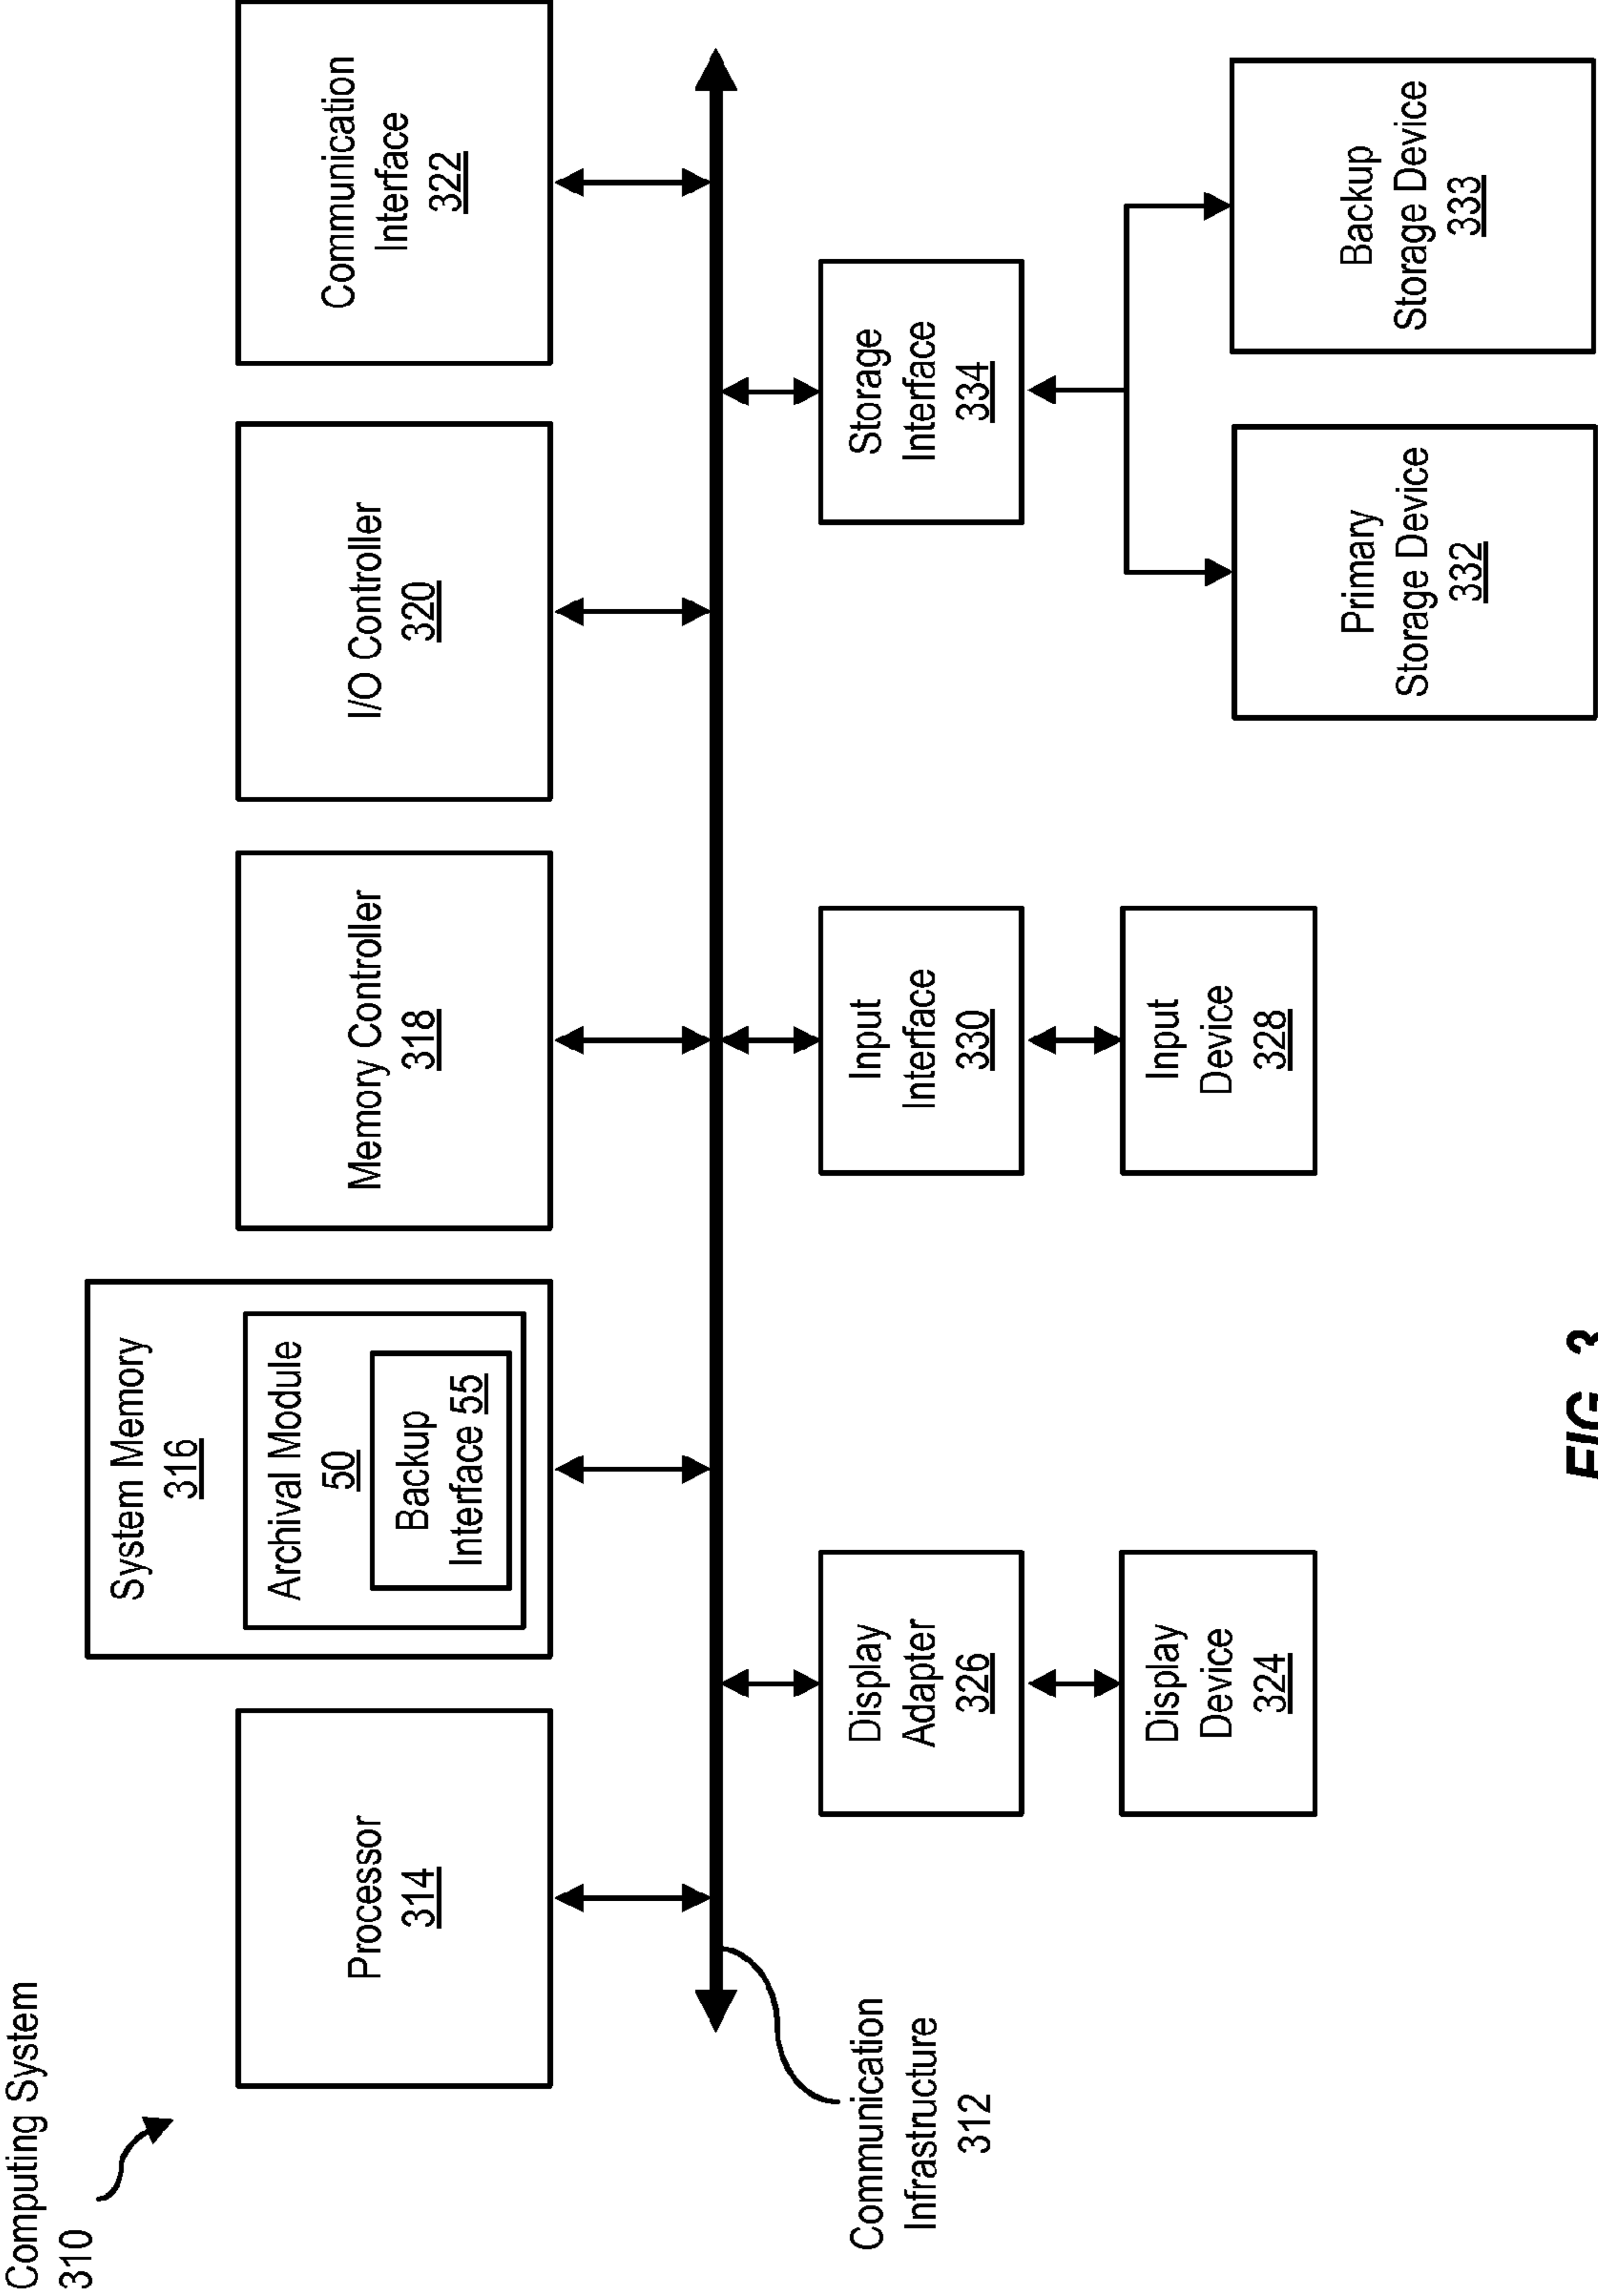 Computing System
310
Processor
314
System Memory
316
Archival Module
50
Backup
Interface 55
Memory Controller
318
I/O Controller
320
Communication
Interface
322
Communication
Infrastructure
312
Display
Adapter
326
Input
Interface
330
Storage
Interface
334
Display
Device
324
Input
Device
328
Primary
Storage Device
332
Backup
Storage Device
333
FIG. 3